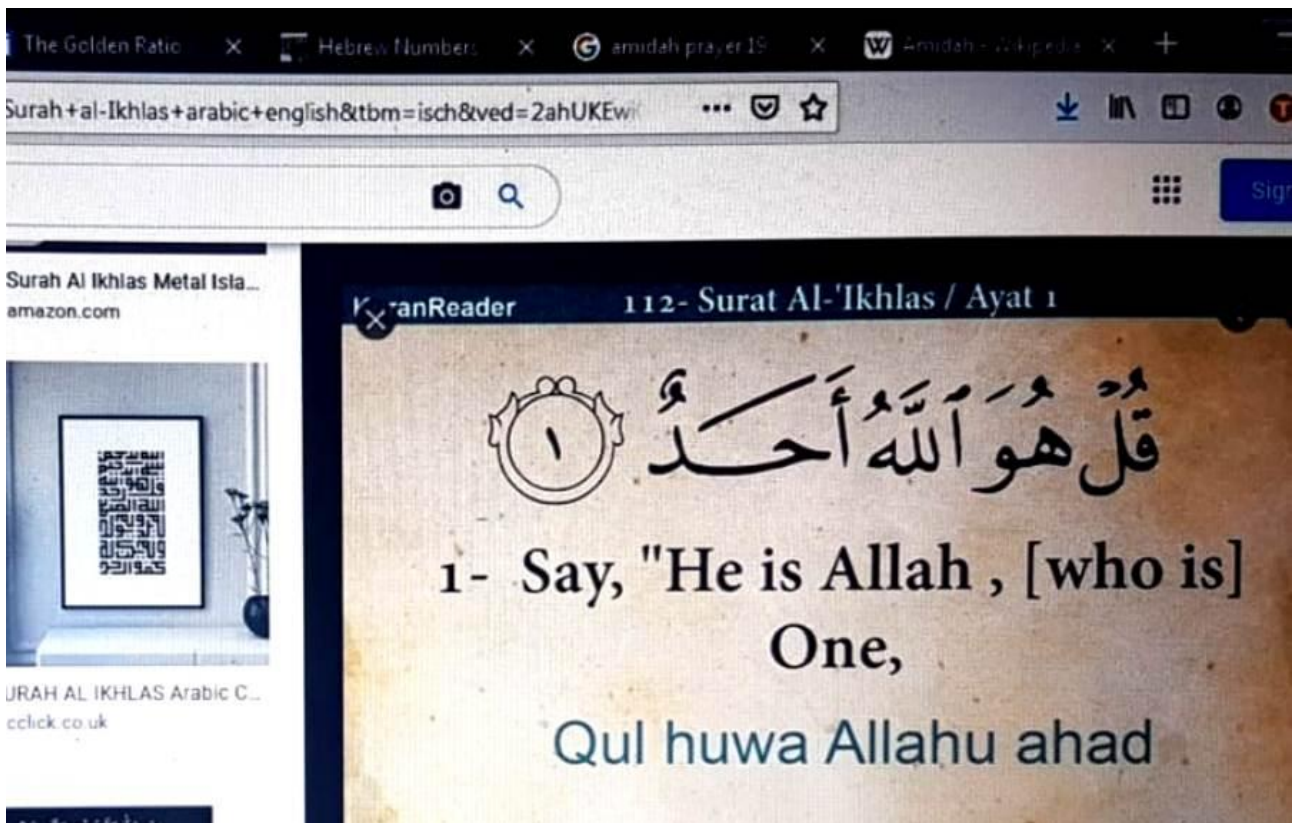 The Golden Ratio
Hebrew Numbers
amidah prayer 19
Amidah - Wikipedia
Surah+al-Ikhlas+arabic+english&tbm=isch&ved=2ahUKEwi
Sign
Surah Al Ikhlas Metal Isla...
amazon.com
URAH AL IKHLAS Arabic C...
cclick.co.uk
anReader
112- Surat Al-'Ikhlas / Ayat 1
قُلْ هُوَ ٱللَّهُ أَحَدٌ ١
1- Say, "He is Allah , [who is]
One,
Qul huwa Allahu ahad